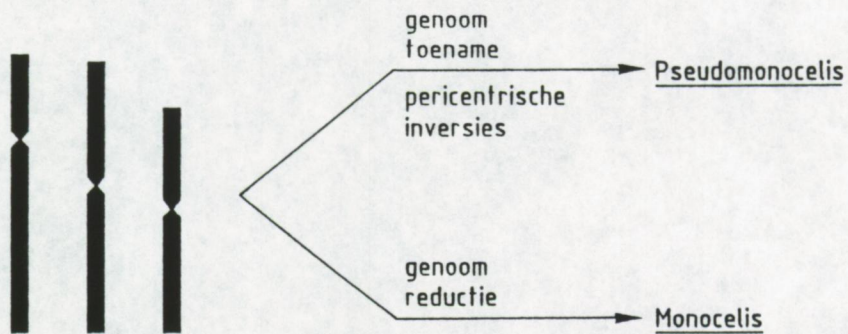 genoom
toename
Pseudomonocelis
pericentrische
inversies
genoom
reductie
Monocelis